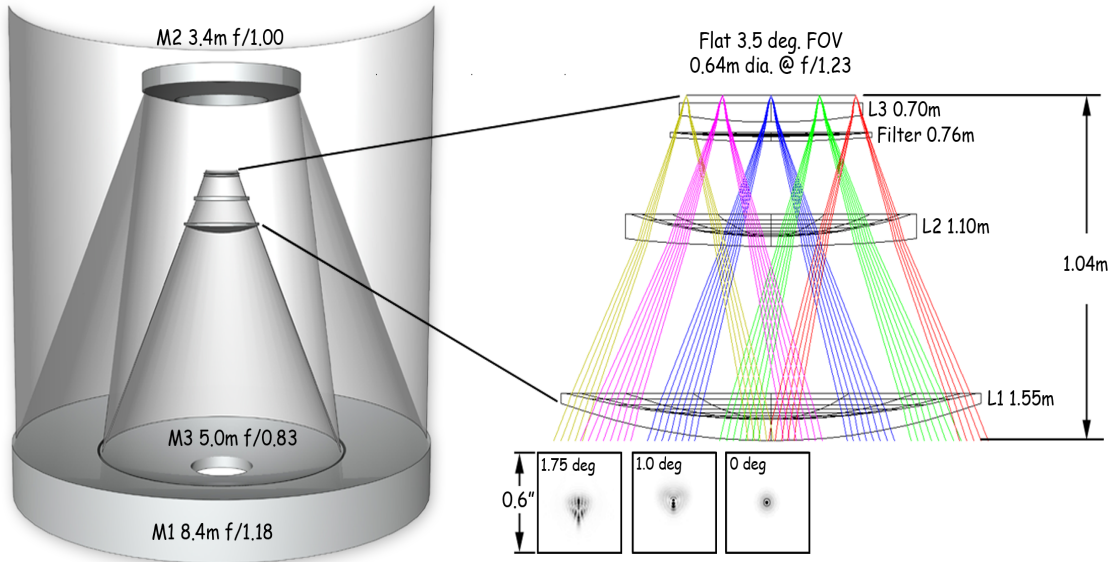 M2 3.4m f/1.00
M3 5.0m f/0.83
M1 8.4m f/1.18
Flat 3.5 deg. FOV
0.64m dia. @ f/1.23
L3 0.70m
Filter 0.76m
L2 1.10m
1.04m
L1 1.55m
0.6"
1.75 deg
1.0 deg
0 deg